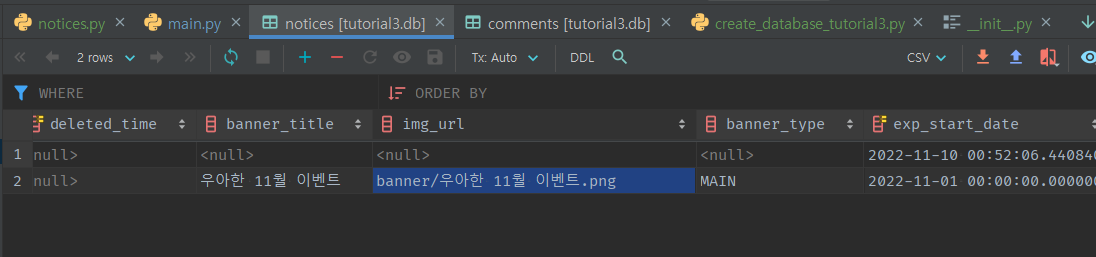 notices.py main.py notices [tutorial3.db] comments [tutorial3.db] create_database_tutorial3.py __init__.py
2 rows Tx: Auto DDL CSV
WHERE ORDER BY
deleted_time banner_title img_url banner_type exp_start_date
1 null> <null> <null> <null> 2022-11-10 00:52:06.440840
2 null> 우아한 11월 이벤트 banner/우아한 11월 이벤트.png MAIN 2022-11-01 00:00:00.000000